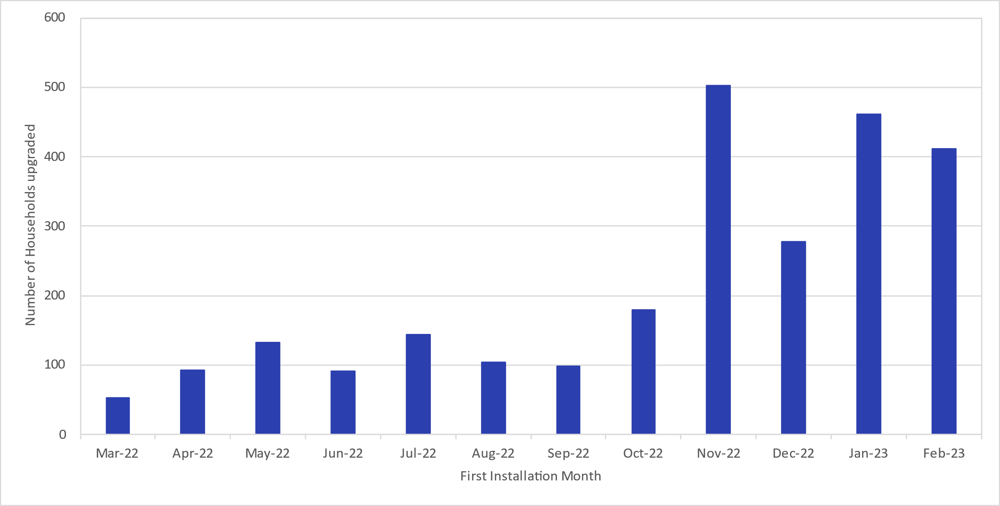 600
500
400
300
200
100
0
Number of Households upgraded
Mar-22 Apr-22 May-22 Jun-22 Jul-22 Aug-22 Sep-22 Oct-22 Nov-22 Dec-22 Jan-23 Feb-23
First Installation Month